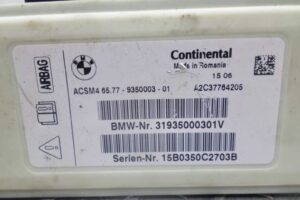 AIRBAG
BMW
Continental
Made in Romania
15 06
ACSM4 65.77 - 9350003 - 01
A2C37764205
BMW-Nr. 31935000301V
Serien-Nr. 15B0350C2703B